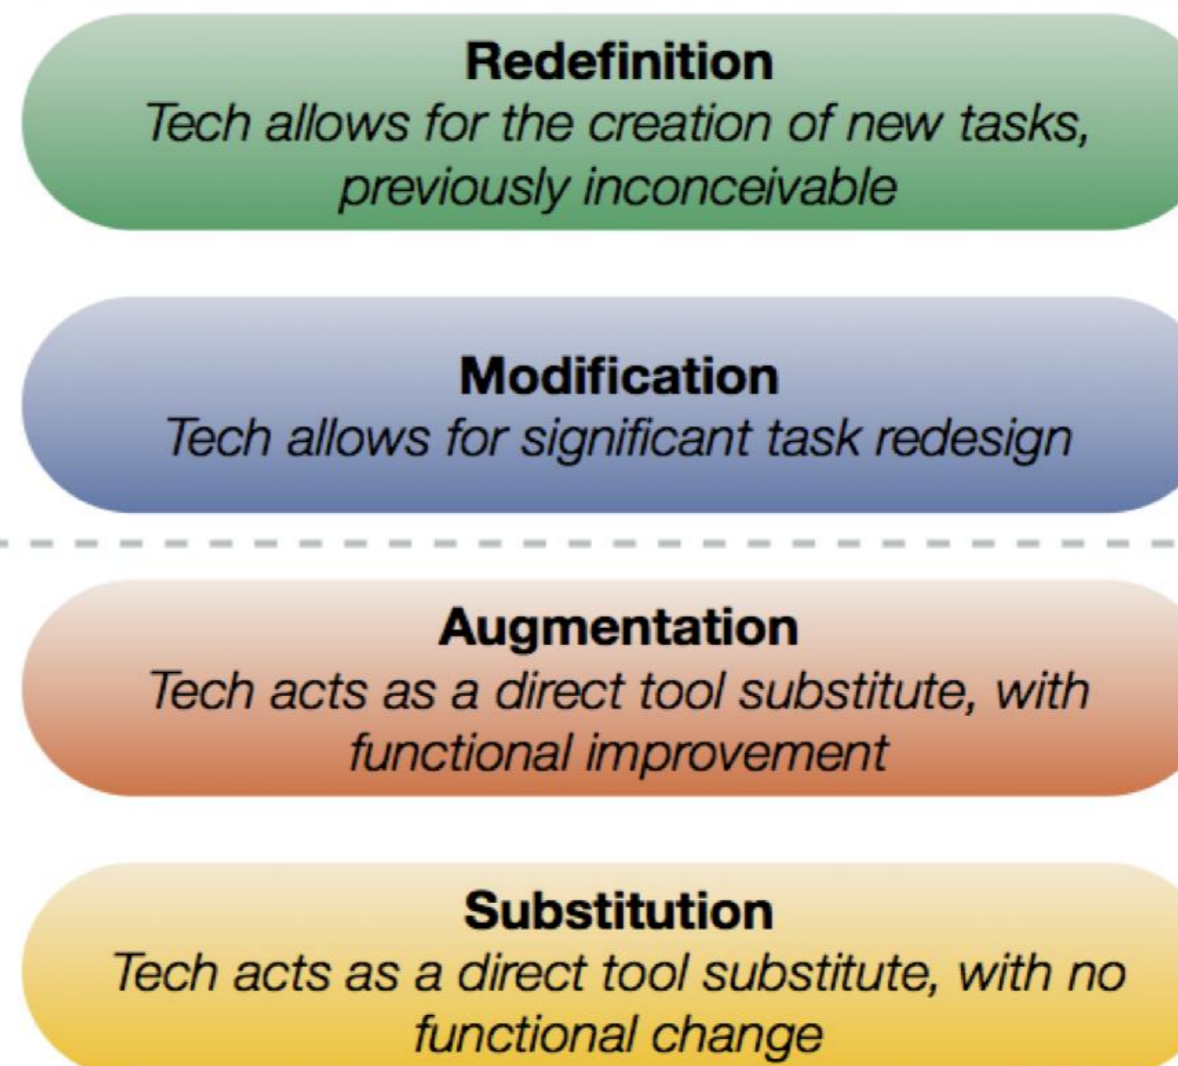 Redefinition
Tech allows for the creation of new tasks,
previously inconceivable
Modification
Tech allows for significant task redesign
Augmentation
Tech acts as a direct tool substitute, with
functional improvement
Substitution
Tech acts as a direct tool substitute, with no
functional change